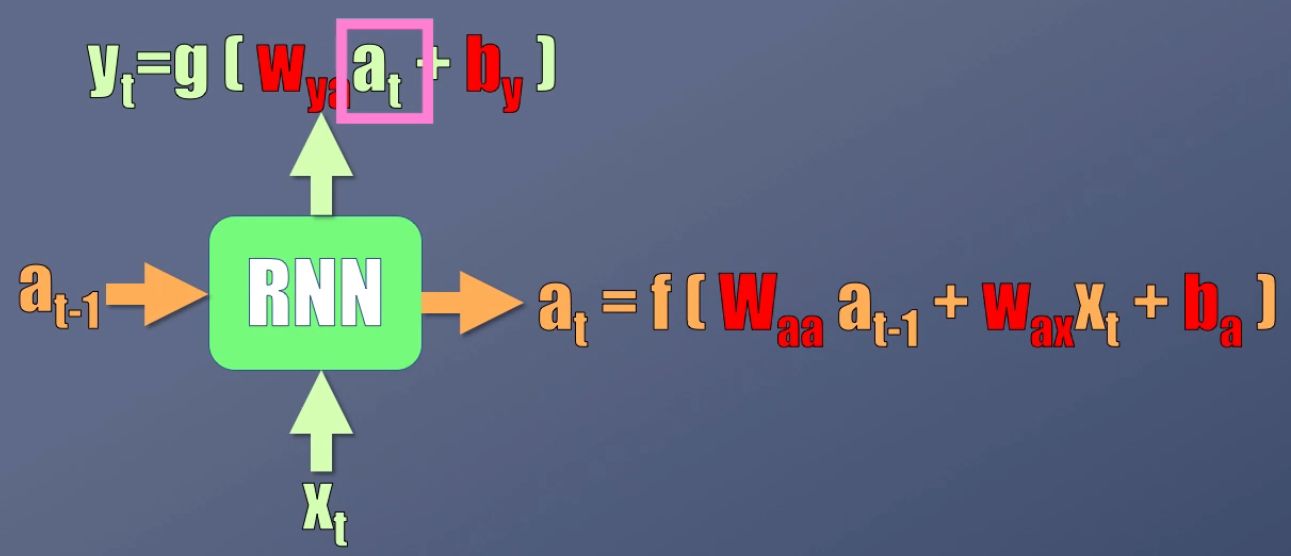 yₜ=g ( wyₐ aₜ + by )
aₜ₋₁
RNN
aₜ = f ( Waa aₜ₋₁ + waxxₜ + ba )
xₜ